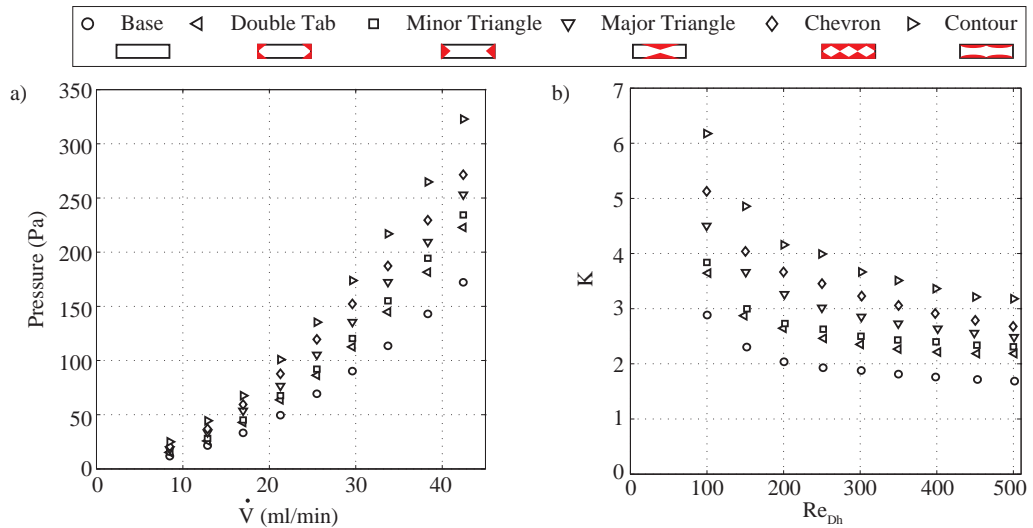 Base Double Tab Minor Triangle Major Triangle Chevron Contour
a)
350
300
250
200
150
100
50
0
Pressure (Pa)
0 10 20 30 40
V̇ (ml/min)
b)
7
6
5
4
3
2
1
0
K
0 100 200 300 400 500
Re_Dh